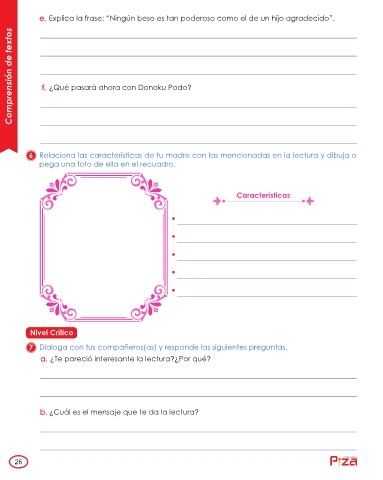 Comprensión de textos
e. Explica la frase: “Ningún beso es tan poderoso como el de un hijo agradecido”.
f. ¿Qué pasará ahora con Donoku Pado?
6 Relaciona las características de tu madre con las mencionadas en la lectura y dibuja o
pega una foto de ella en el recuadro.
Características
•
•
•
•
•
Nivel Crítico
7 Dialoga con tus compañeros(as) y responde las siguientes preguntas.
a. ¿Te pareció interesante la lectura?¿Por qué?
b. ¿Cuál es el mensaje que te da la lectura?
26